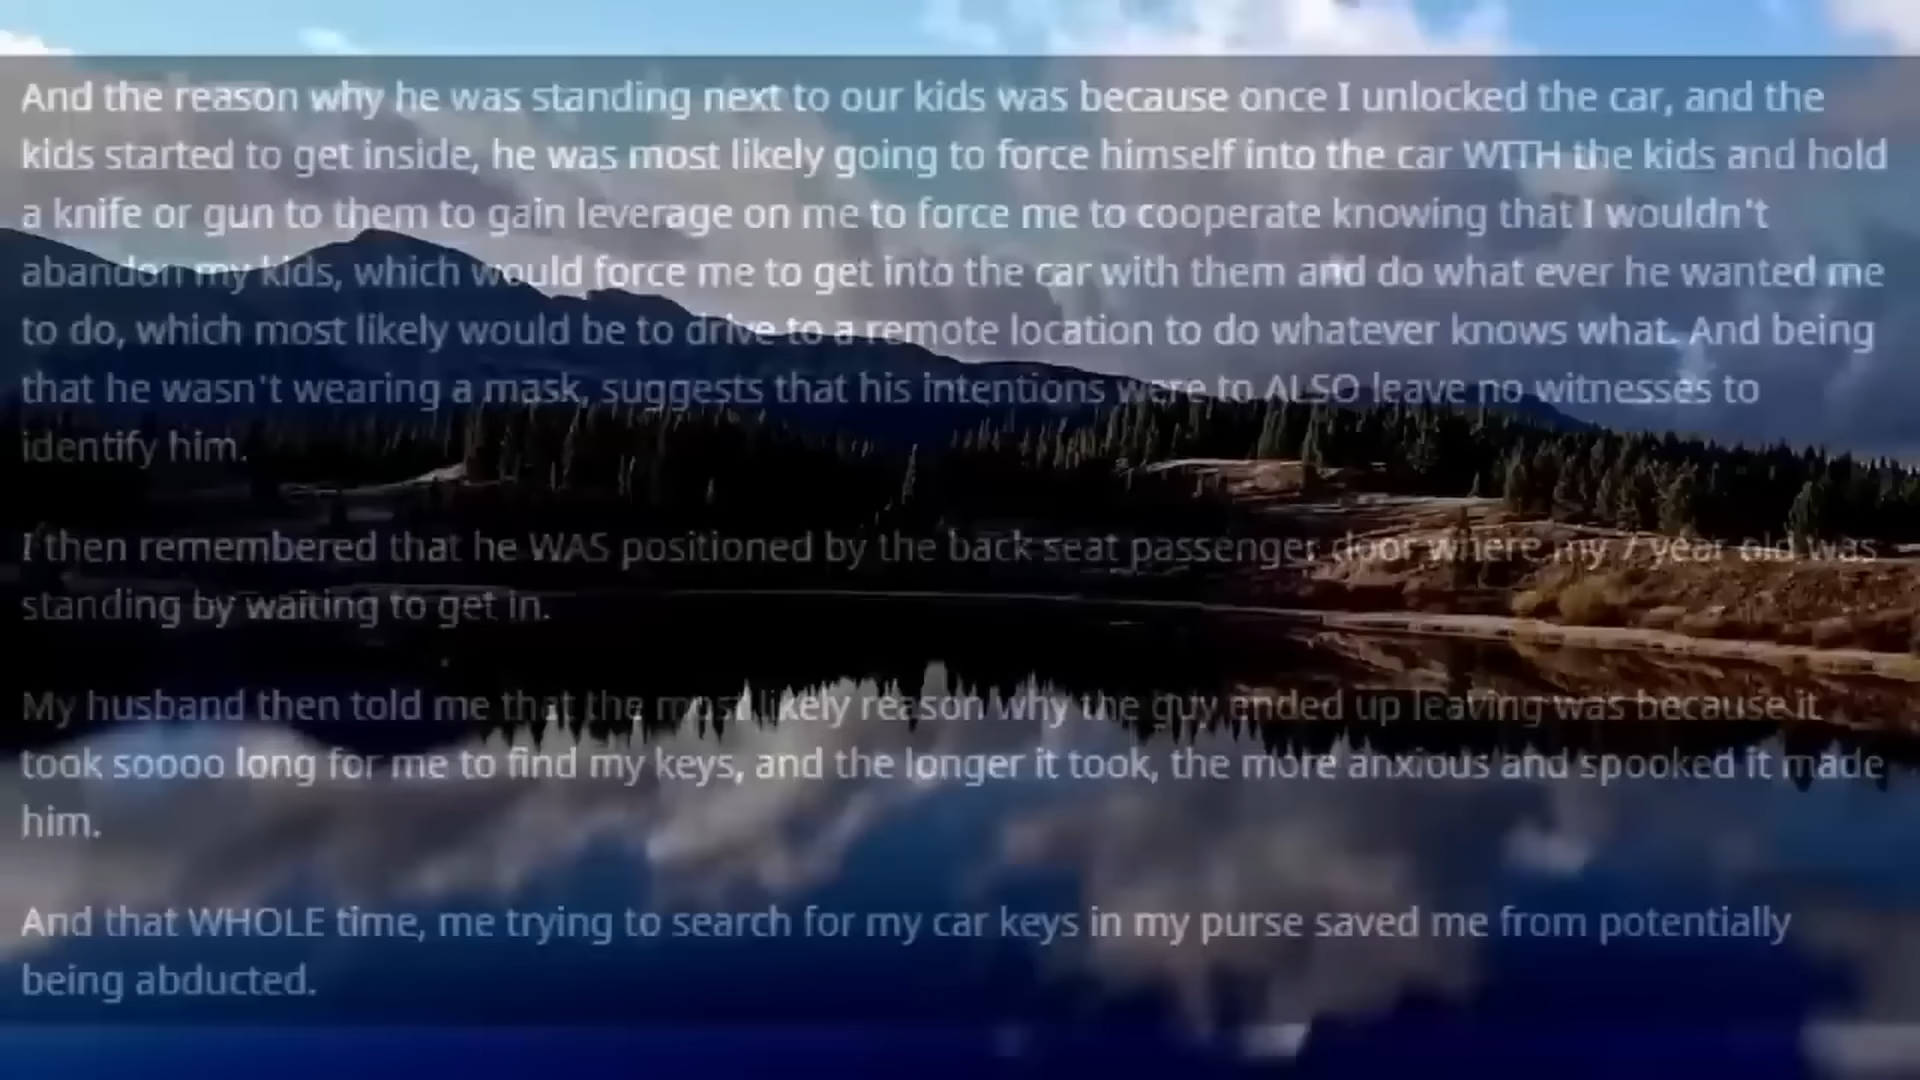 And the reason why he was standing next to our kids was because once I unlocked the car, and the
kids started to get inside, he was most likely going to force himself into the car WITH the kids and hold
a knife or gun to them to gain leverage on me to force me to cooperate knowing that I wouldn't
abandon my kids, which would force me to get into the car with them and do what ever he wanted me
to do, which most likely would be to drive to a remote location to do whatever knows what. And being
that he wasn't wearing a mask, suggests that his intentions were to ALSO leave no witnesses to
identify him.
I then remembered that he WAS positioned by the back seat passenger door where my 7 year old was
standing by waiting to get in.
My husband then told me that the most likely reason why the guy ended up leaving was because it
took soooo long for me to find my keys, and the longer it took, the more anxious and spooked it made
him.
And that WHOLE time, me trying to search for my car keys in my purse saved me from potentially
being abducted.